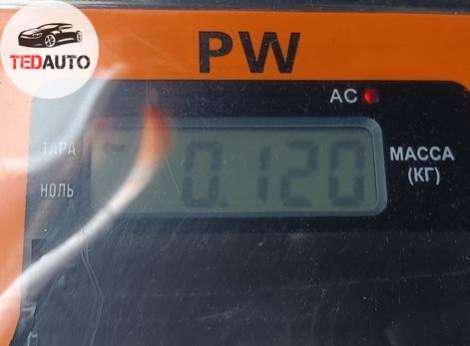 TEDAUTO
PW
AC
ТАРА
НОЛЬ
0.120
МАССА
(КГ)